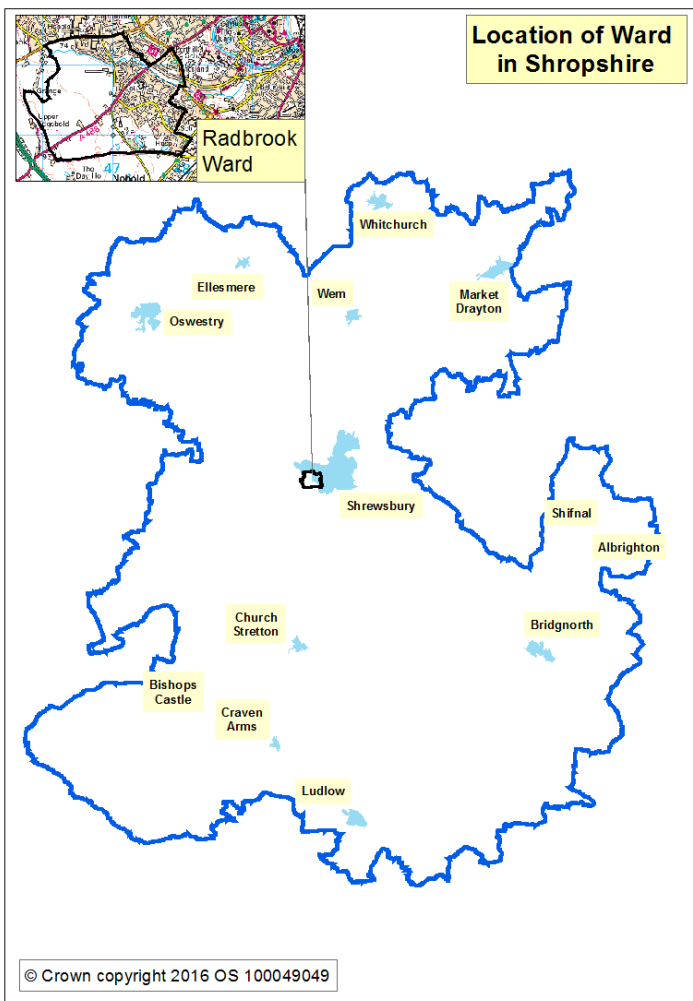 Location of Ward
in Shropshire
Radbrook
Ward
47
Whitchurch
Ellesmere
Wem
Market
Drayton
Oswestry
Shrewsbury
Shifnal
Albrighton
Church
Stretton
Bridgnorth
Bishops
Castle
Craven
Arms
Ludlow
© Crown copyright 2016 OS 100049049